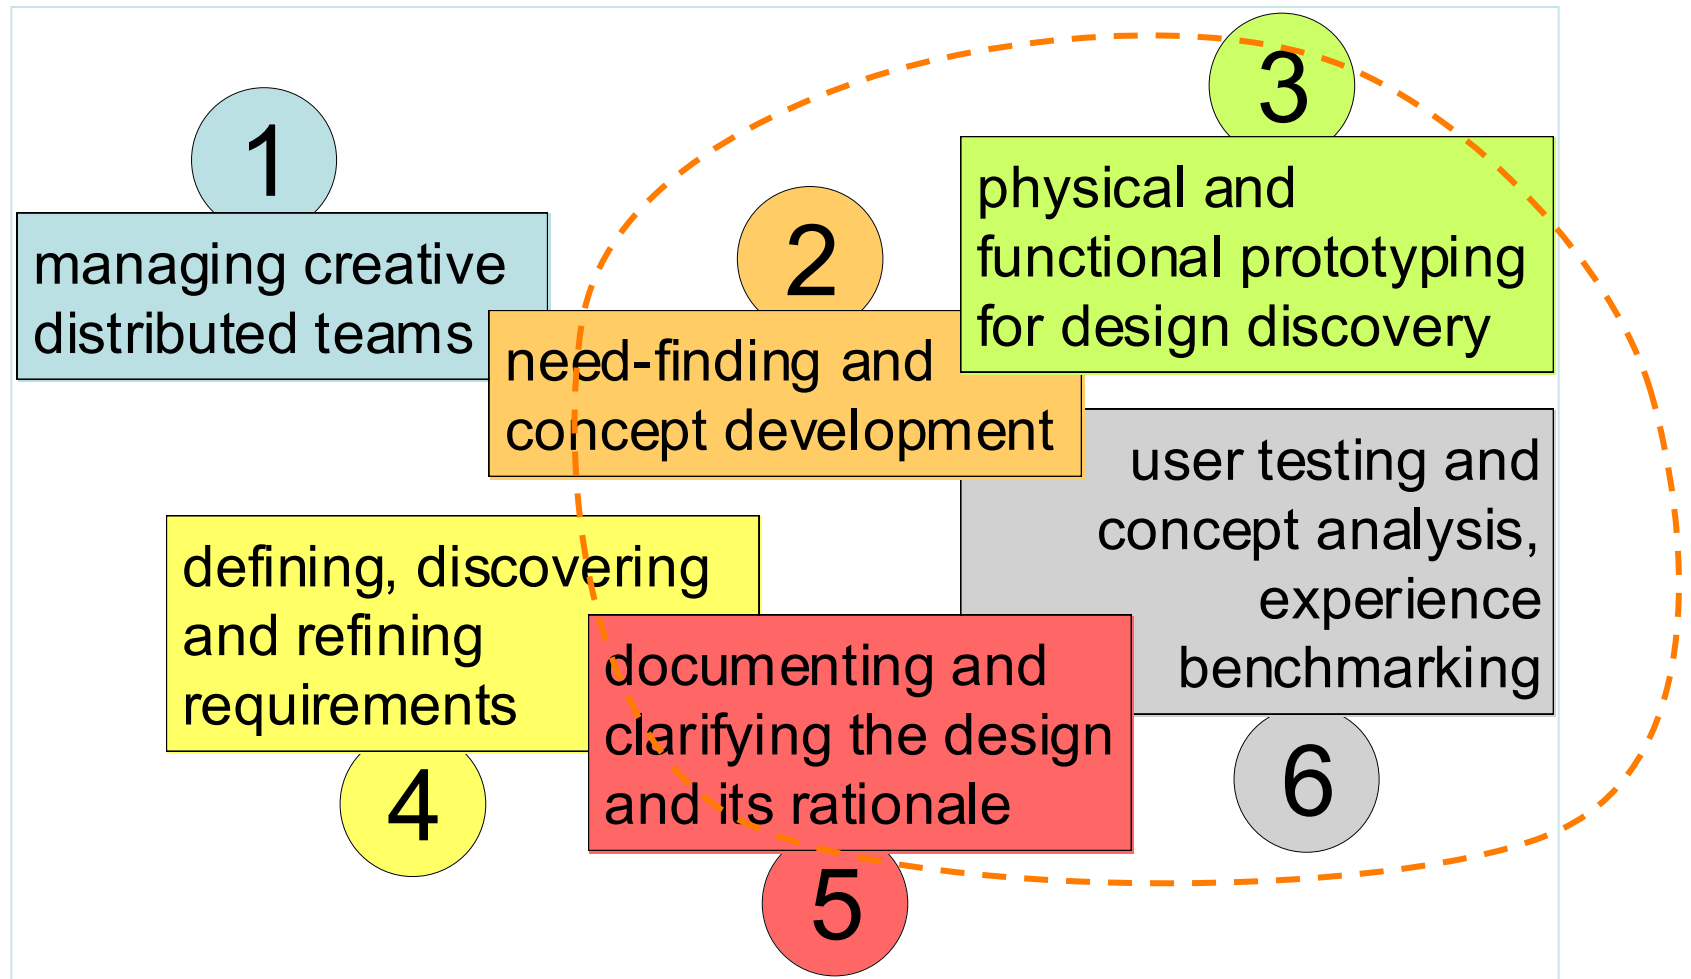 1
managing creative
distributed teams
2
need-finding and
concept development
3
physical and
functional prototyping
for design discovery
4
defining, discovering
and refining
requirements
5
documenting and
clarifying the design
and its rationale
6
user testing and
concept analysis,
experience
benchmarking